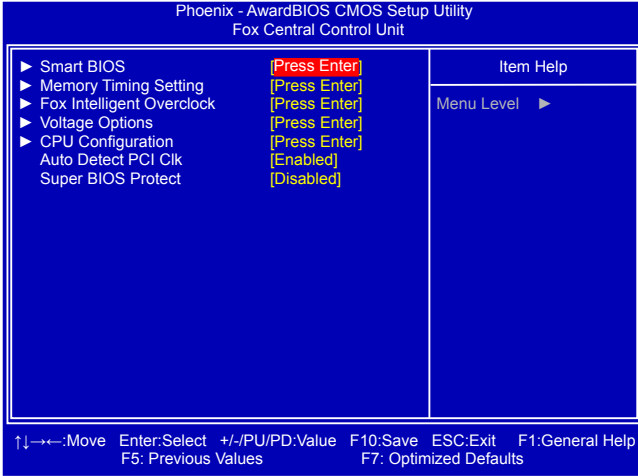 Phoenix - AwardBIOS CMOS Setup Utility
Fox Central Control Unit
► Smart BIOS [Press Enter]
► Memory Timing Setting [Press Enter]
► Fox Intelligent Overclock [Press Enter]
► Voltage Options [Press Enter]
► CPU Configuration [Press Enter]
Auto Detect PCI Clk [Enabled]
Super BIOS Protect [Disabled]
Item Help
Menu Level ►
↑↓→←:Move Enter:Select +/-/PU/PD:Value F10:Save ESC:Exit F1:General Help
F5: Previous Values F7: Optimized Defaults